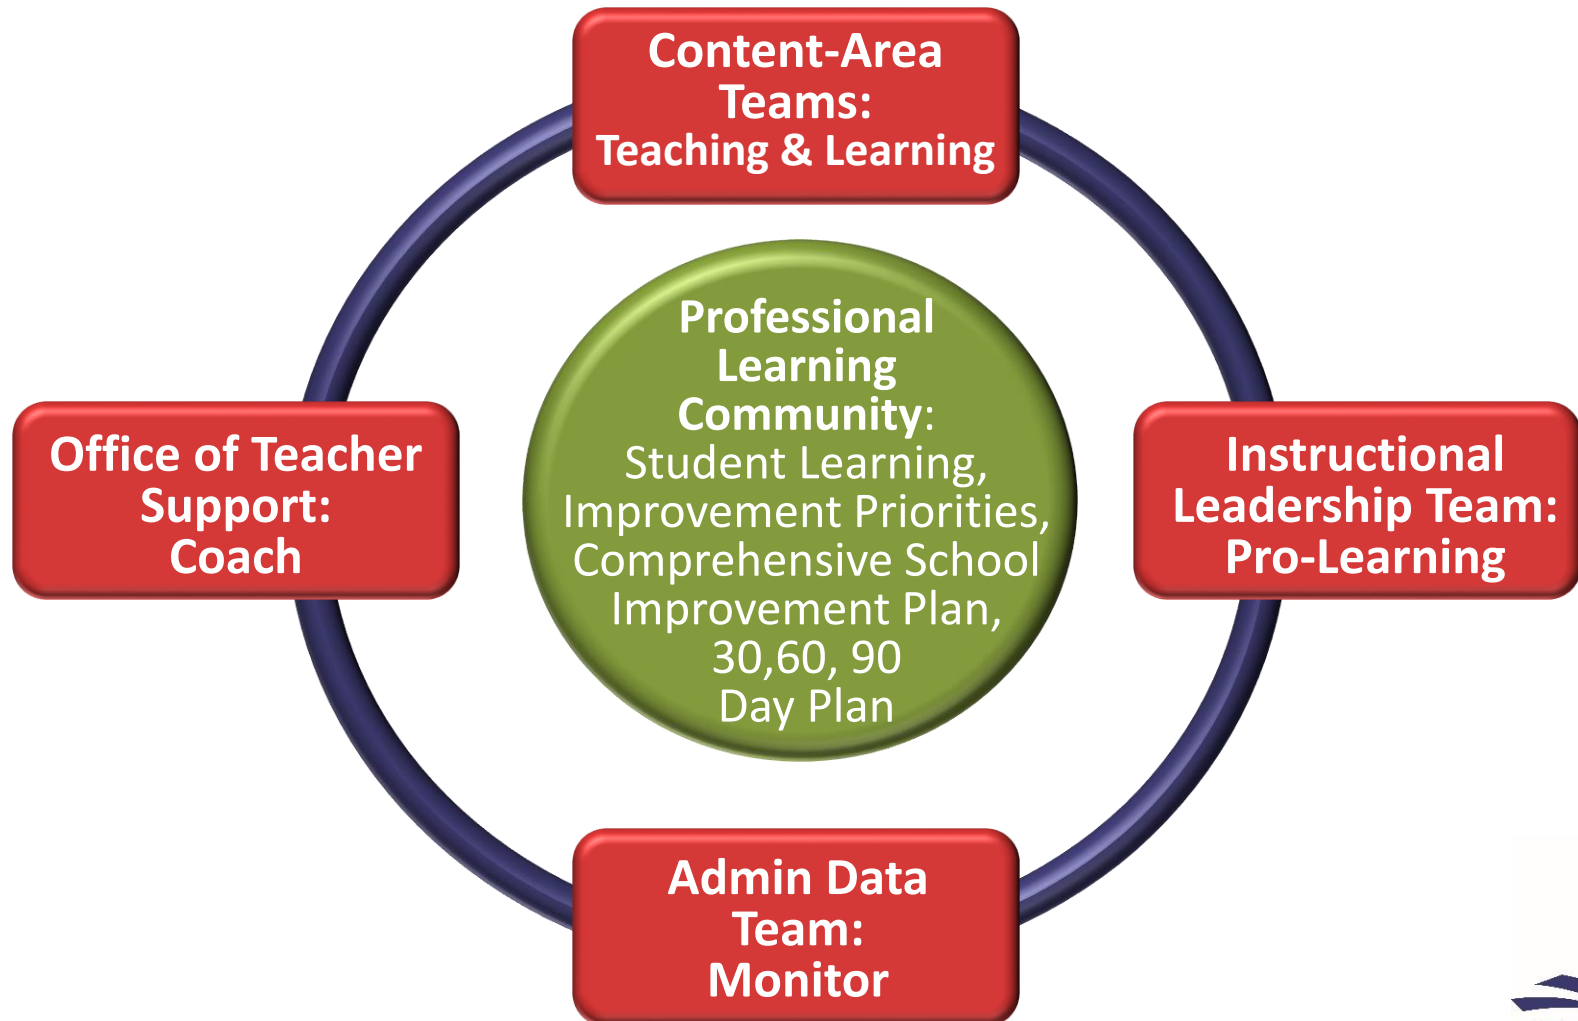 Content-Area
Teams:
Teaching & Learning
Professional
Learning
Community:
Student Learning,
Improvement Priorities,
Comprehensive School
Improvement Plan,
30,60, 90
Day Plan
Office of Teacher
Support:
Coach
Instructional
Leadership Team:
Pro-Learning
Admin Data
Team:
Monitor